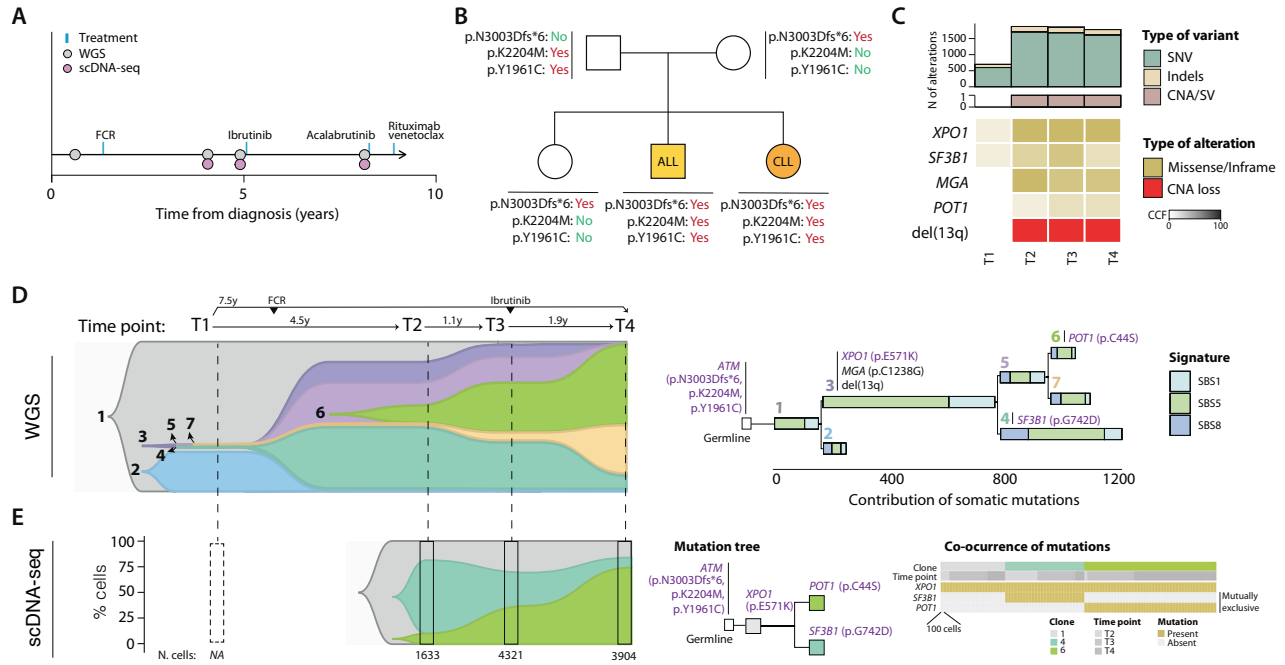 A
Treatment
WGS
scDNA-seq
FCR
Ibrutinib
Acalabrutinib
Rituximab
venetoclax
0
5
10
Time from diagnosis (years)
B
p.N3003Dfs*6: No
p.K2204M: Yes
p.Y1961C: Yes
p.N3003Dfs*6: Yes
p.K2204M: No
p.Y1961C: No
ALL
CLL
p.N3003Dfs*6: Yes
p.K2204M: No
p.Y1961C: No
p.N3003Dfs*6: Yes
p.K2204M: Yes
p.Y1961C: Yes
p.N3003Dfs*6: Yes
p.K2204M: Yes
p.Y1961C: Yes
C
N of alterations
1500
500
0
1
0
XPO1
SF3B1
MGA
POT1
del(13q)
T1
T2
T3
T4
Type of variant
SNV
Indels
CNA/SV
Type of alteration
Missense/Inframe
CNA loss
CCF
0
100
D
WGS
7.5y
FCR
Ibrutinib
Time point:
T1
4.5y
T2
1.1y
T3
1.9y
T4
1
2
3
4
5
7
6
ATM
(p.N3003Dfs*6,
p.K2204M,
p.Y1961C)
Germline
1
2
3
XPO1 (p.E571K)
MGA (p.C1238G)
del(13q)
5
6
POT1 (p.C44S)
7
4
SF3B1 (p.G742D)
0
400
800
1200
Contribution of somatic mutations
Signature
SBS1
SBS5
SBS8
E
scDNA-seq
% cells
100
75
50
25
0
N. cells:
NA
1633
4321
3904
Mutation tree
ATM
(p.N3003Dfs*6,
p.K2204M,
p.Y1961C)
Germline
XPO1
(p.E571K)
POT1 (p.C44S)
SF3B1 (p.G742D)
Co-ocurrence of mutations
Clone
Time point
XPO1
SF3B1
POT1
Mutually
exclusive
100 cells
Clone
1
4
6
Time point
T2
T3
T4
Mutation
Present
Absent